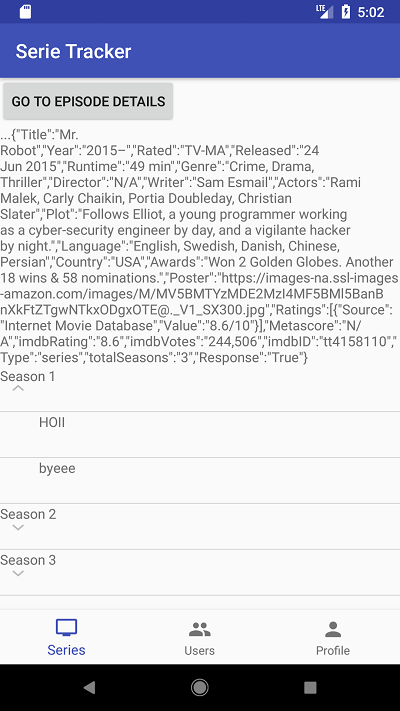 LTE 5:02
Serie Tracker
GO TO EPISODE DETAILS
...{"Title":"Mr.
Robot","Year":"2015–","Rated":"TV-MA","Released":"24
Jun 2015","Runtime":"49 min","Genre":"Crime, Drama,
Thriller","Director":"N/A","Writer":"Sam Esmail","Actors":"Rami
Malek, Carly Chaikin, Portia Doubleday, Christian
Slater","Plot":"Follows Elliot, a young programmer working
as a cyber-security engineer by day, and a vigilante hacker
by night.","Language":"English, Swedish, Danish, Chinese,
Persian","Country":"USA","Awards":"Won 2 Golden Globes. Another
18 wins & 58 nominations.","Poster":"https://images-na.ssl-images
-amazon.com/images/M/MV5BMTYzMDE2MzI4MF5BMl5BanB
nXkFtZTgwNTkxODgxOTE@._V1_SX300.jpg","Ratings":[{"Source":
"Internet Movie Database","Value":"8.6/10"}],"Metascore":"N/
A","imdbRating":"8.6","imdbVotes":"244,506","imdbID":"tt4158110","
Type":"series","totalSeasons":"3","Response":"True"}
Season 1
HOII
byeee
Season 2
Season 3
Series Users Profile